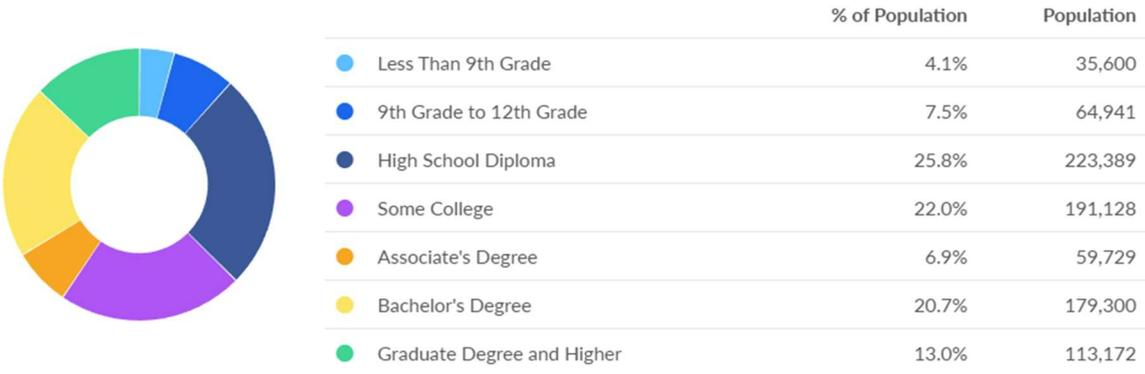 % of Population Population
Less Than 9th Grade 4.1% 35,600
9th Grade to 12th Grade 7.5% 64,941
High School Diploma 25.8% 223,389
Some College 22.0% 191,128
Associate's Degree 6.9% 59,729
Bachelor's Degree 20.7% 179,300
Graduate Degree and Higher 13.0% 113,172